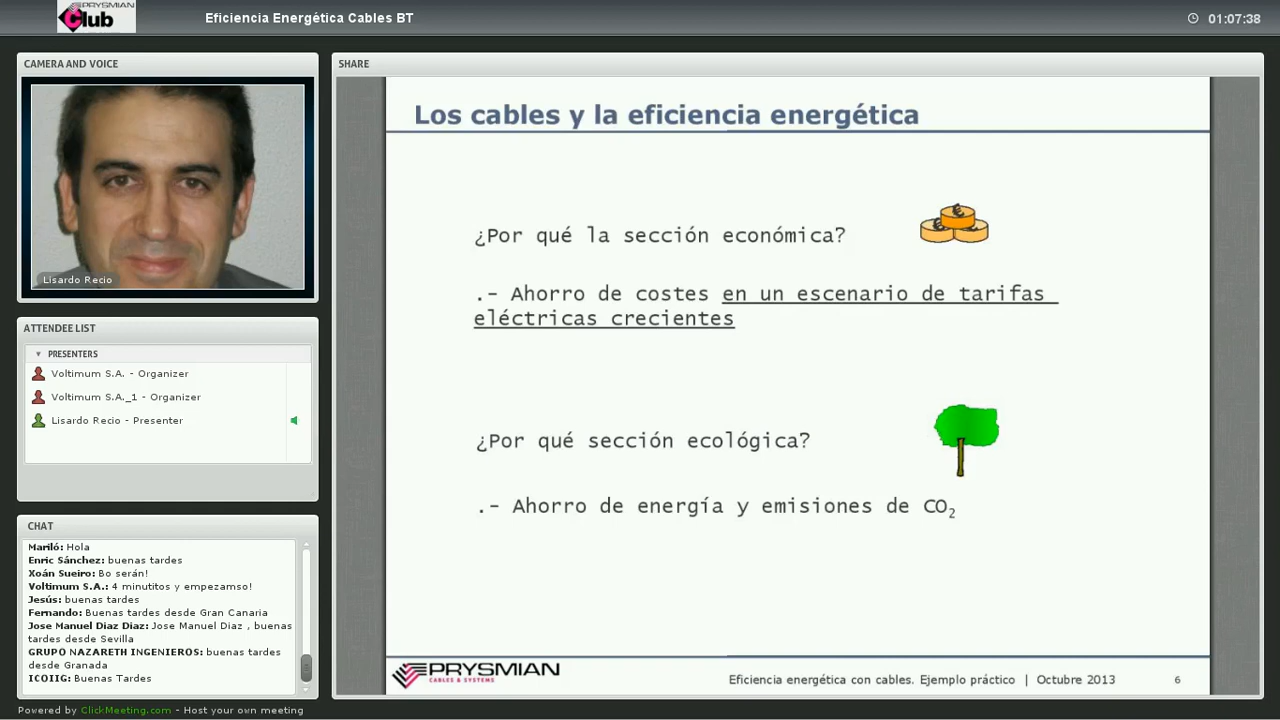 PRYSMIAN
Club
Eficiencia Energética Cables BT
01:07:38
CAMERA AND VOICE
Lisardo Recio
ATTENDEE LIST
PRESENTERS
Voltimum S.A. - Organizer
Voltimum S.A._1 - Organizer
Lisardo Recio - Presenter
CHAT
Mariló: Hola
Enric Sánchez: buenas tardes
Xoán Sueiro: Bo serán!
Voltimum S.A.: 4 minutitos y empezamso!
Jesús: buenas tardes
Fernando: Buenas tardes desde Gran Canaria
Jose Manuel Diaz Diaz: Jose Manuel Diaz , buenas
tardes desde Sevilla
GRUPO NAZARETH INGENIEROS: buenas tardes
desde Granada
ICOIIG: Buenas Tardes
Powered by ClickMeeting.com - Host your own meeting
SHARE
Los cables y la eficiencia energética
¿Por qué la sección económica?
€
€
€
.- Ahorro de costes en un escenario de tarifas
eléctricas crecientes
¿Por qué sección ecológica?
.- Ahorro de energía y emisiones de CO₂
PRYSMIAN
CABLES & SYSTEMS
Eficiencia energética con cables. Ejemplo práctico | Octubre 2013
6